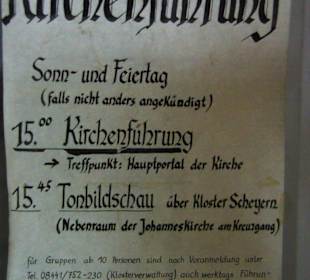 Kirchenführung
Sonn- und Feiertag
(falls nicht anders angekündigt)
15.00 Kirchenführung
→ Treffpunkt: Hauptportal der Kirche
15.45 Tonbildschau über Kloster Scheyern
(Nebenraum der Johanneskirche am Kreuzgang)
für Gruppen ab 10 Personen sind nach Voranmeldung unter
Tel. 08441/752-230 (Klosterverwaltung) auch werktags Führun-